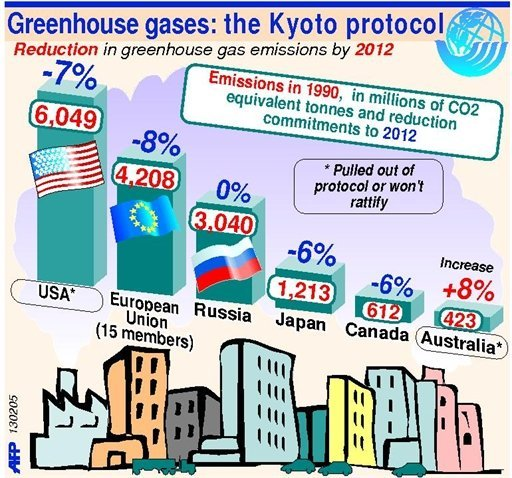 Greenhouse gases: the Kyoto protocol
Reduction in greenhouse gas emissions by 2012
-7%
6,049
USA*
-8%
4,208
European
Union
(15 members)
0%
3,040
Russia
-6%
1,213
Japan
-6%
612
Canada
Increase
+8%
423
Australia*
Emissions in 1990, in millions of CO2
equivalent tonnes and reduction
commitments to 2012
* Pulled out of
protocol or won't
rattify
AFP 130205